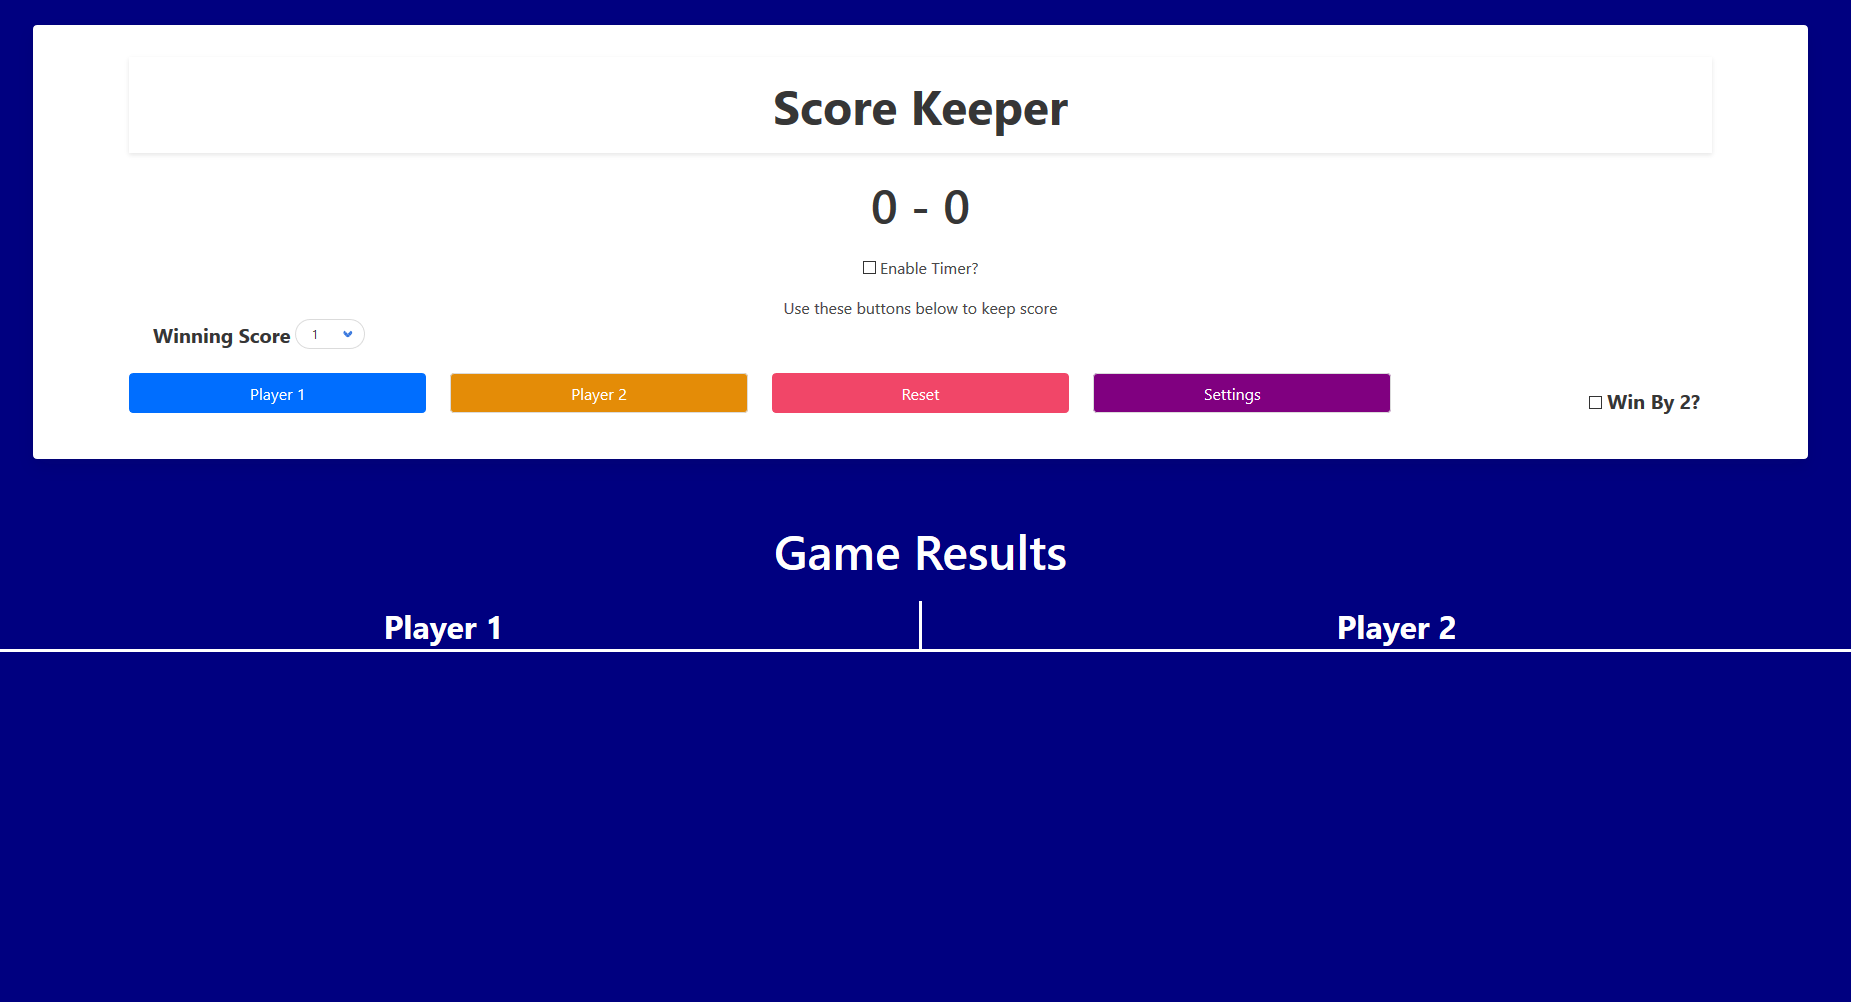 Score Keeper
0 - 0
Enable Timer?
Use these buttons below to keep score
Winning Score 1
Player 1 Player 2 Reset Settings Win By 2?
Game Results
Player 1 Player 2